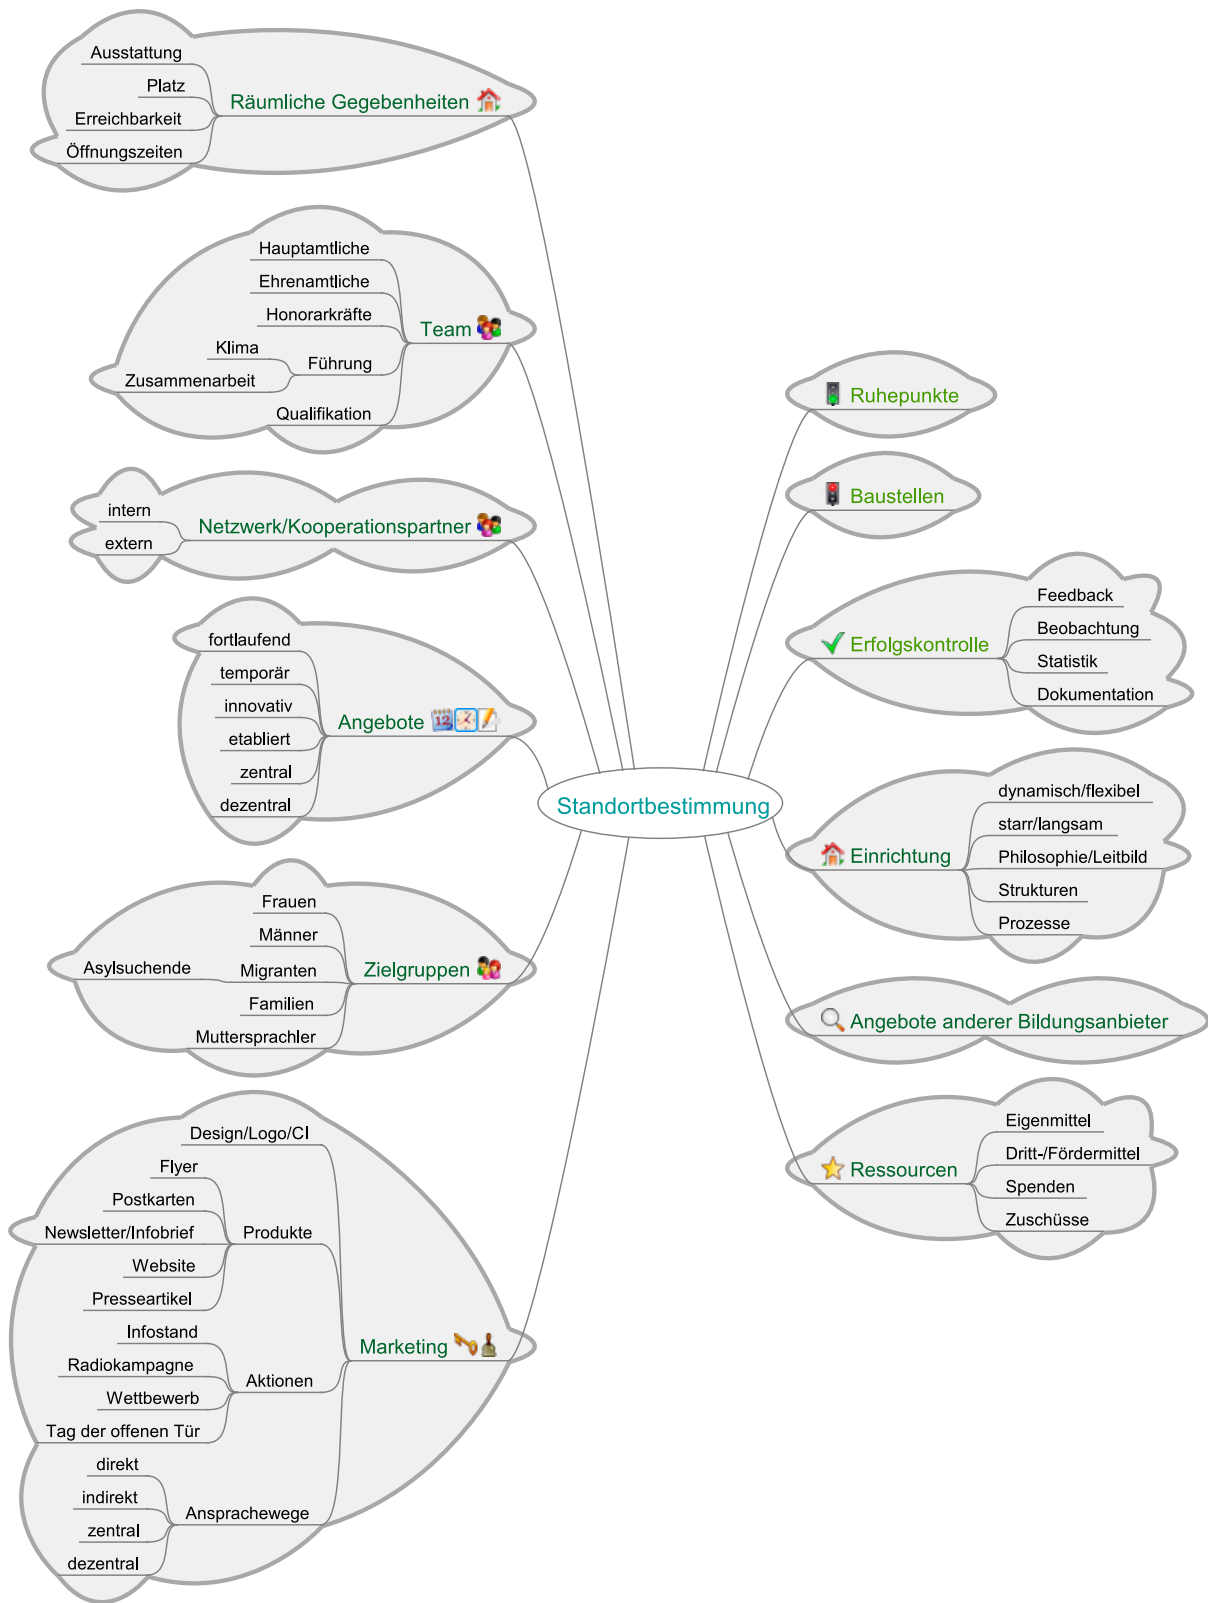 Standortbestimmung
Räumliche Gegebenheiten
Ausstattung
Platz
Erreichbarkeit
Öffnungszeiten
Team
Hauptamtliche
Ehrenamtliche
Honorarkräfte
Führung
Klima
Zusammenarbeit
Qualifikation
Netzwerk/Kooperationspartner
intern
extern
Angebote
12
fortlaufend
temporär
innovativ
etabliert
zentral
dezentral
Zielgruppen
Frauen
Männer
Migranten
Asylsuchende
Familien
Muttersprachler
Marketing
Design/Logo/CI
Produkte
Flyer
Postkarten
Newsletter/Infobrief
Website
Presseartikel
Aktionen
Infostand
Radiokampagne
Wettbewerb
Tag der offenen Tür
Ansprachewege
direkt
indirekt
zentral
dezentral
Ruhepunkte
Baustellen
Erfolgskontrolle
Feedback
Beobachtung
Statistik
Dokumentation
Einrichtung
dynamisch/flexibel
starr/langsam
Philosophie/Leitbild
Strukturen
Prozesse
Angebote anderer Bildungsanbieter
Ressourcen
Eigenmittel
Dritt-/Fördermittel
Spenden
Zuschüsse